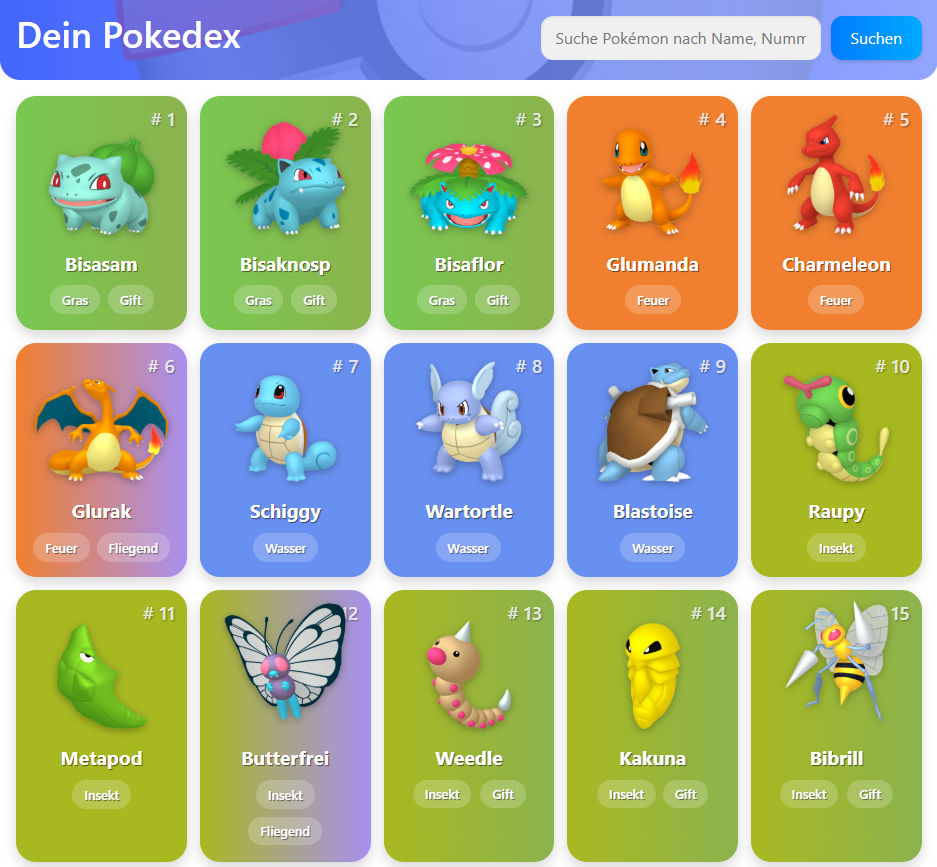 Dein Pokedex
Suche Pokémon nach Name, Numm
Suchen
# 1
Bisasam
Gras Gift
# 2
Bisaknosp
Gras Gift
# 3
Bisaflor
Gras Gift
# 4
Glumanda
Feuer
# 5
Charmeleon
Feuer
# 6
Glurak
Feuer Fliegend
# 7
Schiggy
Wasser
# 8
Wartortle
Wasser
# 9
Blastoise
Wasser
# 10
Raupy
Insekt
# 11
Metapod
Insekt
12
Butterfrei
Insekt
Fliegend
# 13
Weedle
Insekt Gift
# 14
Kakuna
Insekt Gift
15
Bibrill
Insekt Gift